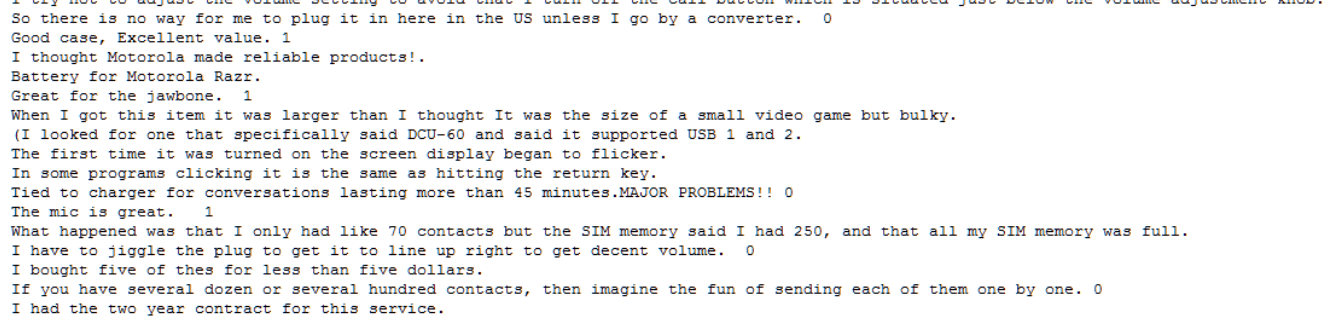 I try not to adjust the volume setting to avoid that I turn off the call button which is situated just below the volume adjustment knob.
So there is no way for me to plug it in here in the US unless I go by a converter.	0
Good case, Excellent value.	1
I thought Motorola made reliable products!.
Battery for Motorola Razr.
Great for the jawbone.	1
When I got this item it was larger than I thought It was the size of a small video game but bulky.
(I looked for one that specifically said DCU-60 and said it supported USB 1 and 2.
The first time it was turned on the screen display began to flicker.
In some programs clicking it is the same as hitting the return key.
Tied to charger for conversations lasting more than 45 minutes.MAJOR PROBLEMS!!	0
The mic is great.	1
What happened was that I only had like 70 contacts but the SIM memory said I had 250, and that all my SIM memory was full.
I have to jiggle the plug to get it to line up right to get decent volume.	0
I bought five of thes for less than five dollars.
If you have several dozen or several hundred contacts, then imagine the fun of sending each of them one by one.	0
I had the two year contract for this service.